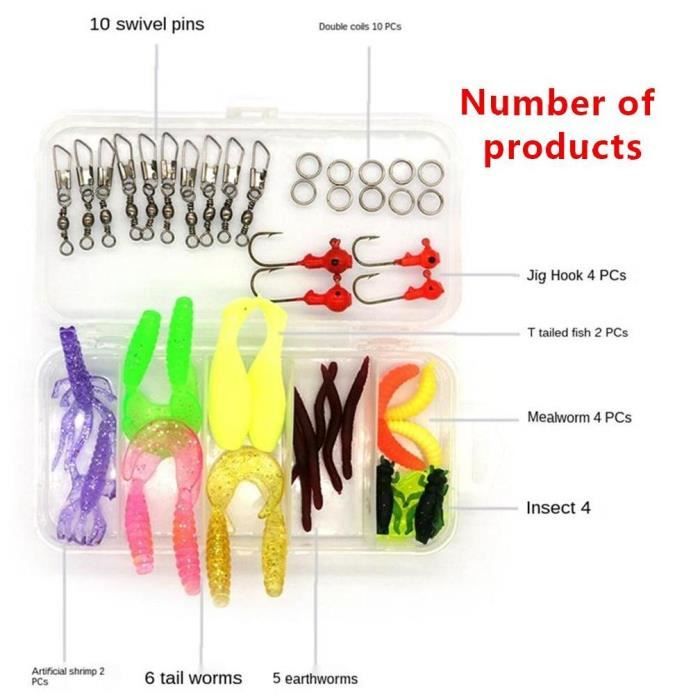 10 swivel pins
Double coils 10 PCs
Number of
products
Jig Hook 4 PCs
T tailed fish 2 PCs
Mealworm 4 PCs
Insect 4
Artificial shrimp 2
PCs
6 tail worms
5 earthworms